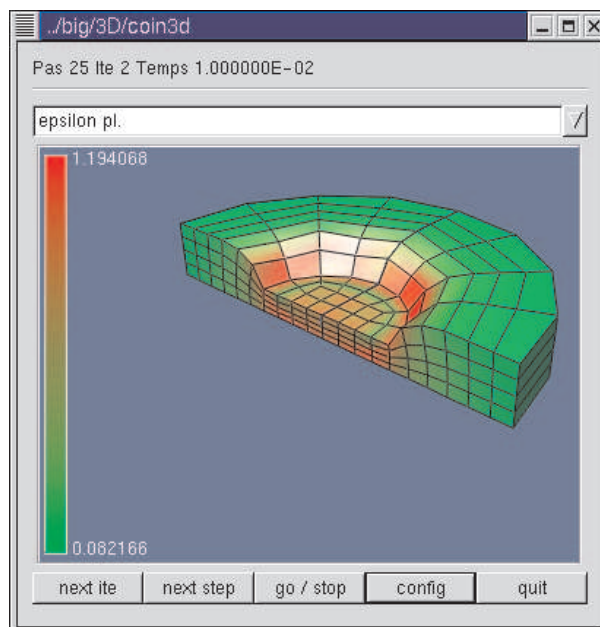 ../big/3D/coin3d
Pas 25 Ite 2 Temps 1.000000E-02
epsilon pl.
1.194068
0.082166
next ite next step go / stop config quit